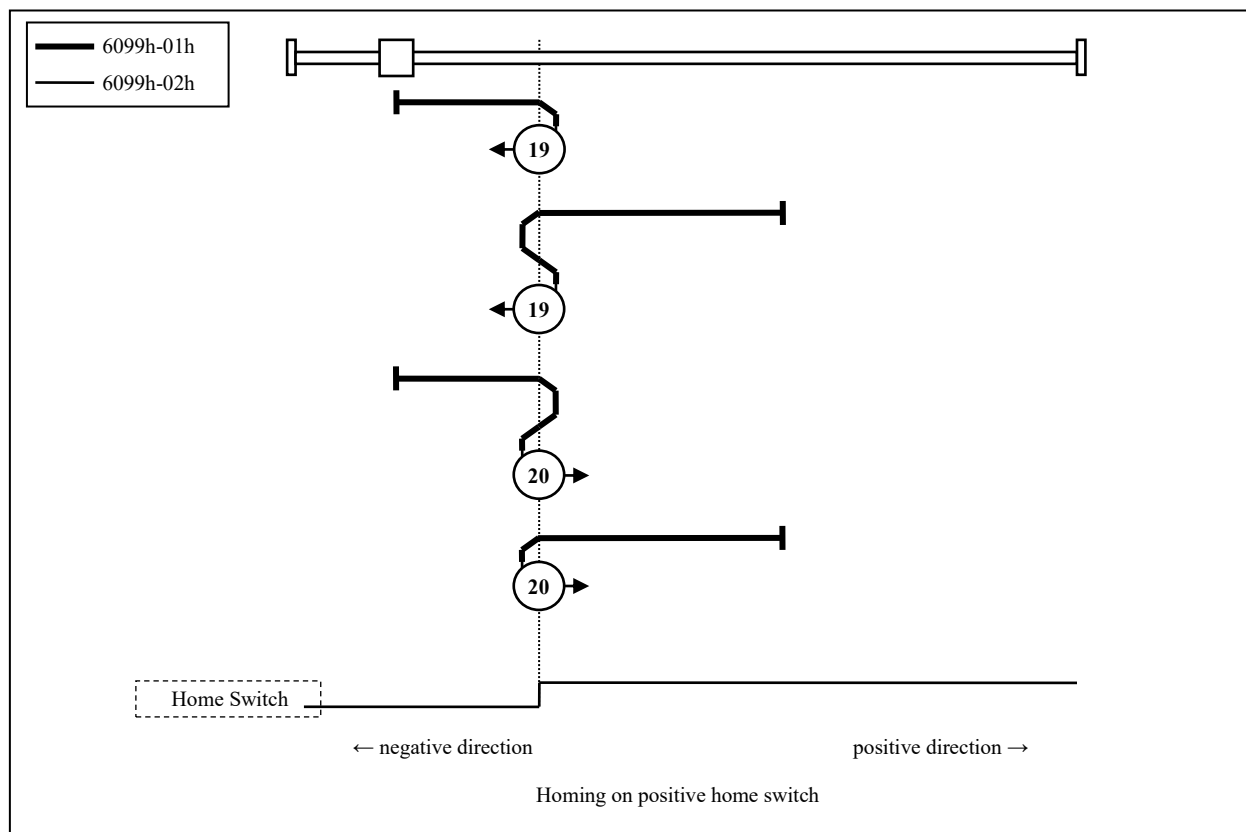 6099h-01h
6099h-02h
19
19
20
20
Home Switch
← negative direction
positive direction →
Homing on positive home switch